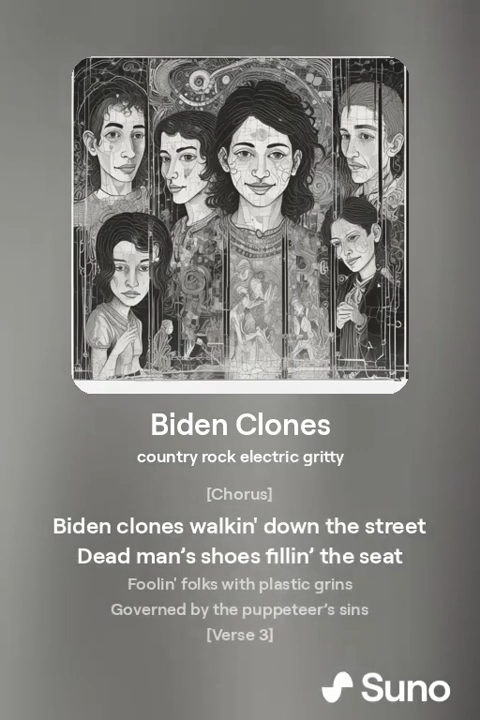 Biden Clones
country rock electric gritty
[Chorus]
Biden clones walkin' down the street
Dead man’s shoes fillin’ the seat
Foolin' folks with plastic grins
Governed by the puppeteer’s sins
[Verse 3]
Suno